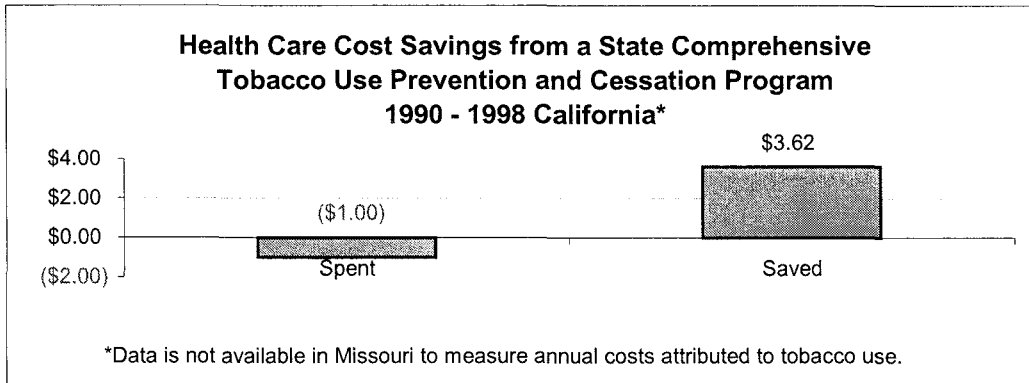 Health Care Cost Savings from a State Comprehensive
Tobacco Use Prevention and Cessation Program
1990 - 1998 California*
$3.62
$4.00
$2.00
($1.00)
$0.00
($2.00)
Spent
Saved
*Data is not available in Missouri to measure annual costs attributed to tobacco use.